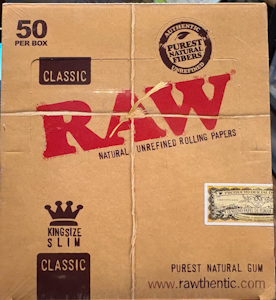 50
PER BOX
CLASSIC
AUTHENTIC
PUREST
NATURAL
FIBERS
UNREFINED
RAW
NATURAL UNREFINED ROLLING PAPERS
KINGSIZE
SLIM
CLASSIC
PUREST NATURAL GUM
www.rawthentic.com